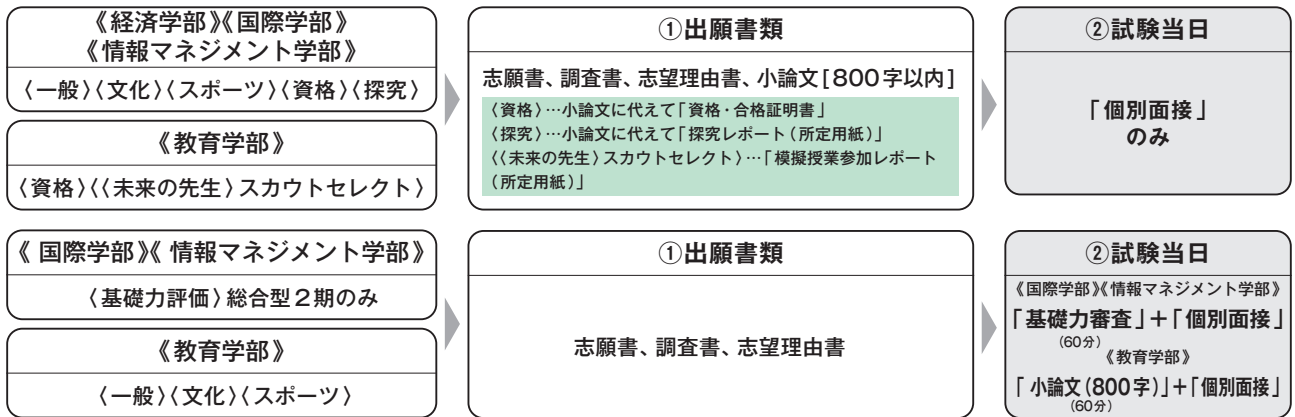 《経済学部》《国際学部》
《情報マネジメント学部》
〈一般〉〈文化〉〈スポーツ〉〈資格〉〈探究〉
《教育学部》
〈資格〉〈〈未来の先生〉スカウトセレクト〉
①出願書類
志願書、調査書、志望理由書、小論文[800字以内]
〈資格〉…小論文に代えて「資格・合格証明書」
〈探究〉…小論文に代えて「探究レポート(所定用紙)」
〈〈未来の先生〉スカウトセレクト〉…「模擬授業参加レポート
(所定用紙)」
②試験当日
「個別面接」
のみ
《国際学部》《情報マネジメント学部》
〈基礎力評価〉総合型2期のみ
《教育学部》
〈一般〉〈文化〉〈スポーツ〉
①出願書類
志願書、調査書、志望理由書
②試験当日
《国際学部》《情報マネジメント学部》
「基礎力審査」+「個別面接」
(60分)
《教育学部》
「小論文(800字)」+「個別面接」
(60分)